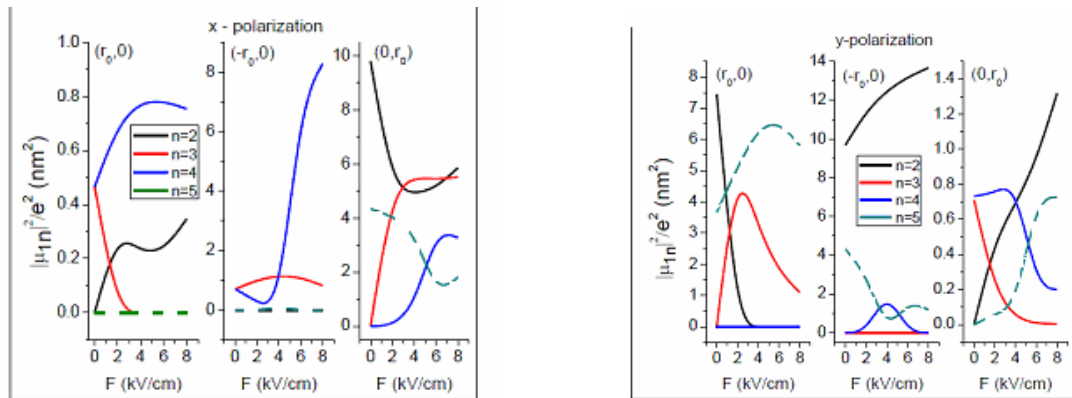 x - polarization
(r₀,0)
(-r₀,0)
(0,r₀)
1.0
0.8
0.6
0.4
0.2
0.0
8
6
4
2
0
10
8
6
4
2
0
n=2
n=3
n=4
n=5
|μ₁ₙ|²/e² (nm²)
0 2 4 6 8
0 2 4 6 8
0 2 4 6 8
F (kV/cm)
F (kV/cm)
F (kV/cm)
y-polarization
(r₀,0)
(-r₀,0)
(0,r₀)
8
7
6
5
4
3
2
1
0
14
12
10
8
6
4
2
0
1.4
1.2
1.0
0.8
0.6
0.4
0.2
0.0
n=2
n=3
n=4
n=5
|μ₁ₙ|²/e² (nm²)
0 2 4 6 8
0 2 4 6 8
0 2 4 6 8
F (kV/cm)
F (kV/cm)
F (kV/cm)